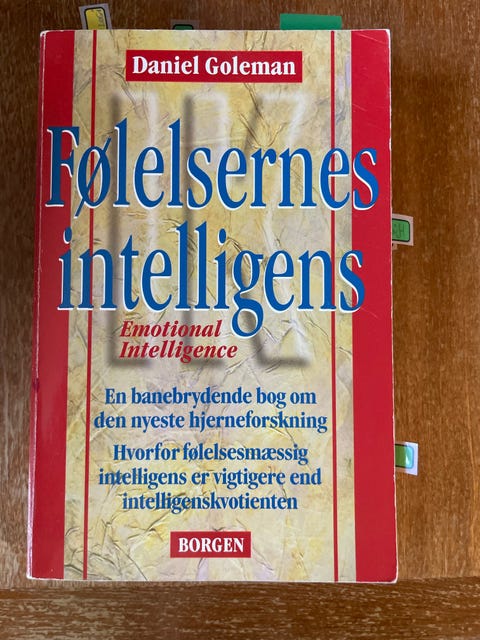 Daniel Goleman
Følelsernes
intelligens
Emotional
Intelligence
En banebrydende bog om
den nyeste hjerneforskning
Hvorfor følelsesmæssig
intelligens er vigtigere end
intelligenskvotienten
BORGEN